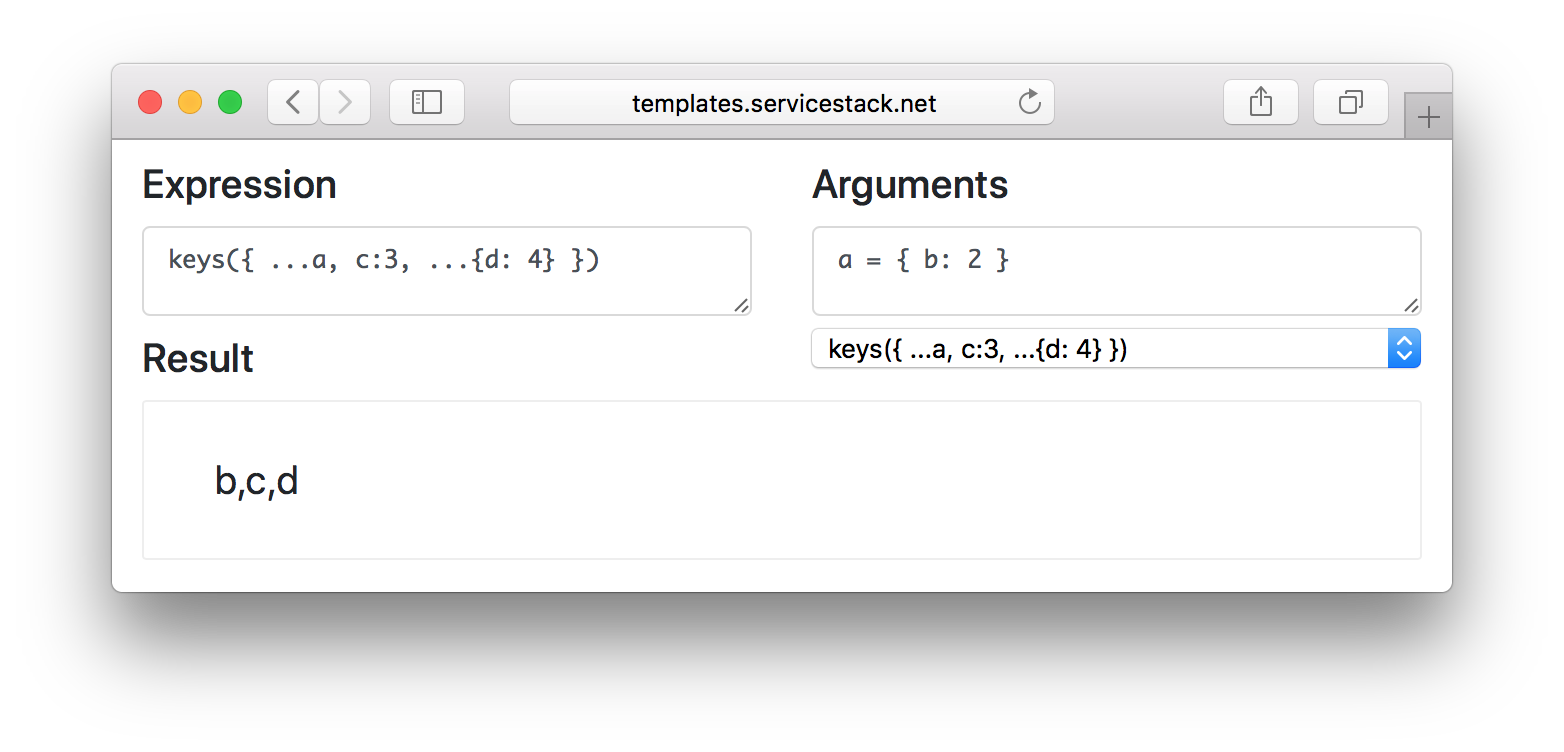 templates.servicestack.net
Expression
Arguments
keys({ ...a, c:3, ...{d: 4} })
a = { b: 2 }
Result
keys({ ...a, c:3, ...{d: 4} })
b,c,d